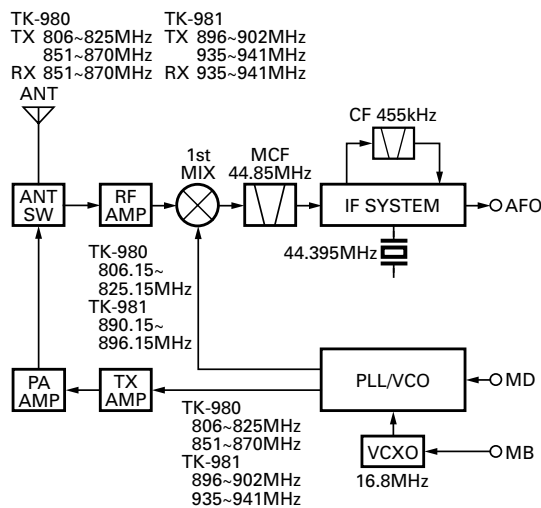 TK-980
TX 806~825MHz
851~870MHz
RX 851~870MHz
TK-981
TX 896~902MHz
935~941MHz
RX 935~941MHz
ANT
CF 455kHz
1st
MIX
MCF
44.85MHz
ANT
SW
RF
AMP
IF SYSTEM
AFO
44.395MHz
TK-980
806.15~
825.15MHz
TK-981
890.15~
896.15MHz
PA
AMP
TX
AMP
PLL/VCO
MD
TK-980
806~825MHz
851~870MHz
TK-981
896~902MHz
935~941MHz
VCXO
MB
16.8MHz